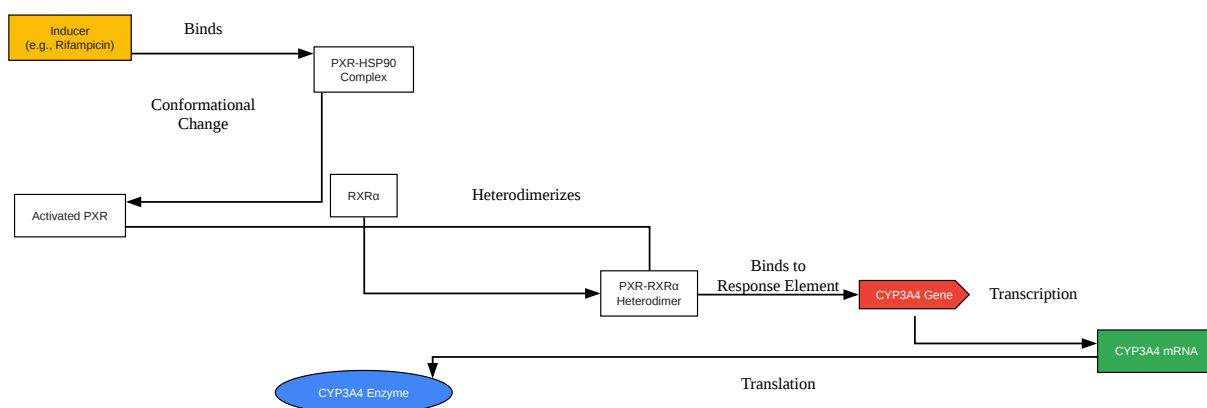 Inducer
(e.g., Rifampicin)
Binds
PXR-HSP90
Complex
Conformational
Change
RXRα
Heterodimerizes
Activated PXR
PXR-RXRα
Heterodimer
Binds to
Response Element
CYP3A4 Gene
Transcription
CYP3A4 mRNA
Translation
CYP3A4 Enzyme